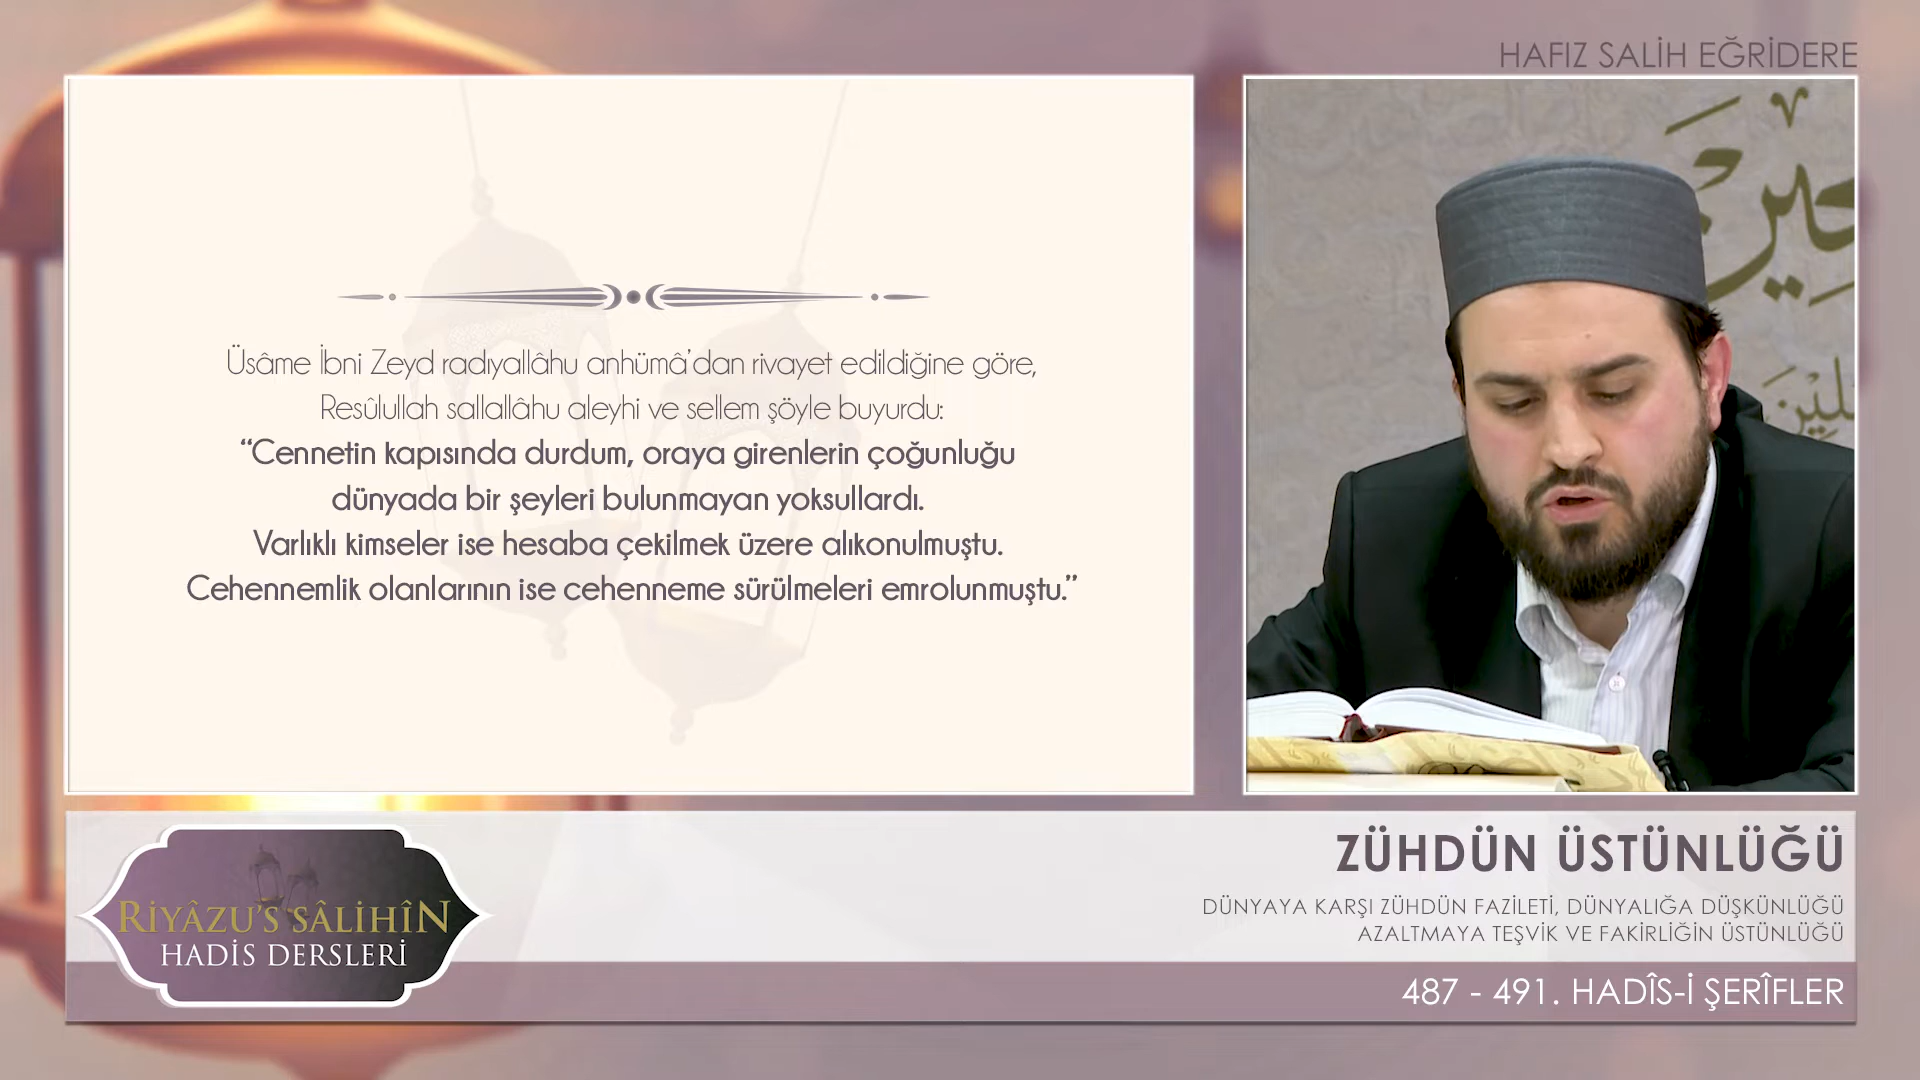 HAFIZ SALİH EĞRİDERE
Üsâme İbni Zeyd radıyallâhu anhümâ'dan rivayet edildiğine göre,
Resûlullah sallallâhu aleyhi ve sellem şöyle buyurdu:
“Cennetin kapısında durdum, oraya girenlerin çoğunluğu
dünyada bir şeyleri bulunmayan yoksullardı.
Varlıklı kimseler ise hesaba çekilmek üzere alıkonulmuştu.
Cehennemlik olanlarının ise cehenneme sürülmeleri emrolunmuştu.”
RİYÂZU'S SÂLİHÎN
HADİS DERSLERİ
ZÜHDÜN ÜSTÜNLÜĞÜ
DÜNYAYA KARŞI ZÜHDÜN FAZİLETİ, DÜNYALIĞA DÜŞKÜNLÜĞÜ
AZALTMAYA TEŞVİK VE FAKİRLİĞİN ÜSTÜNLÜĞÜ
487 - 491. HADÎS-İ ŞERÎFLER